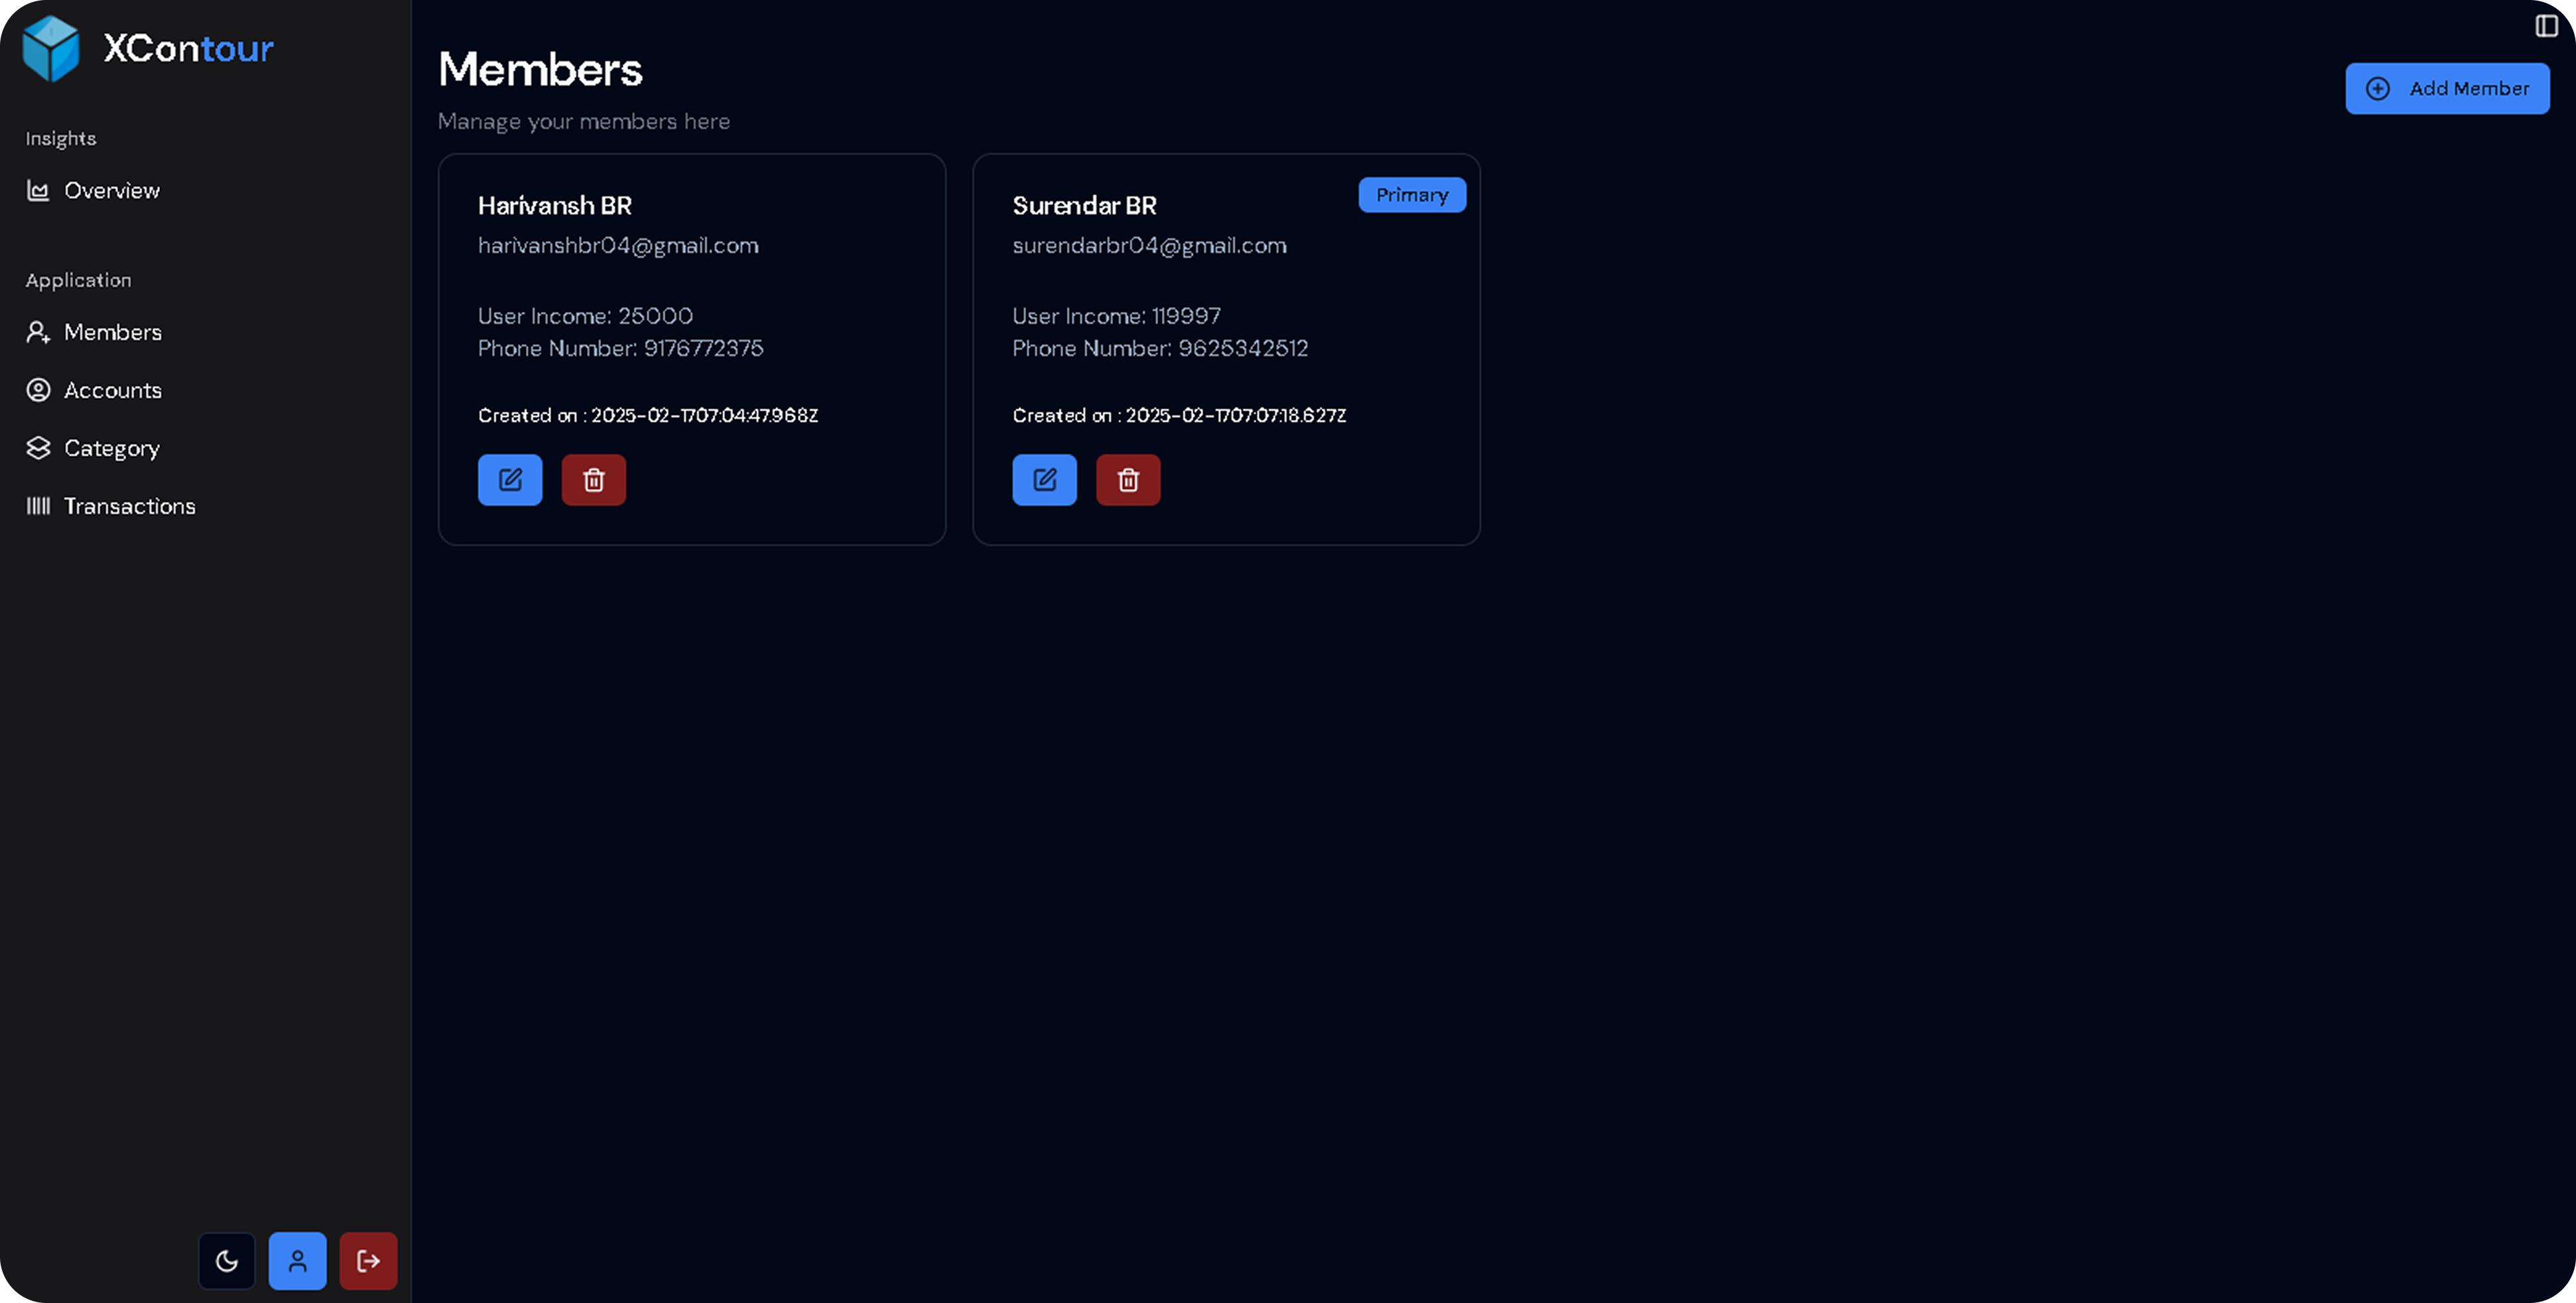 XContour
Insights
Overview
Application
Members
Accounts
Category
Transactions
Members
Manage your members here
Add Member
Harivansh BR
harivanshbr04@gmail.com
User Income: 25000
Phone Number: 9176772375
Created on : 2025-02-17T07:04:47.968Z
Surendar BR
Primary
surendarbr04@gmail.com
User Income: 119997
Phone Number: 9625342512
Created on : 2025-02-17T07:07:18.627Z